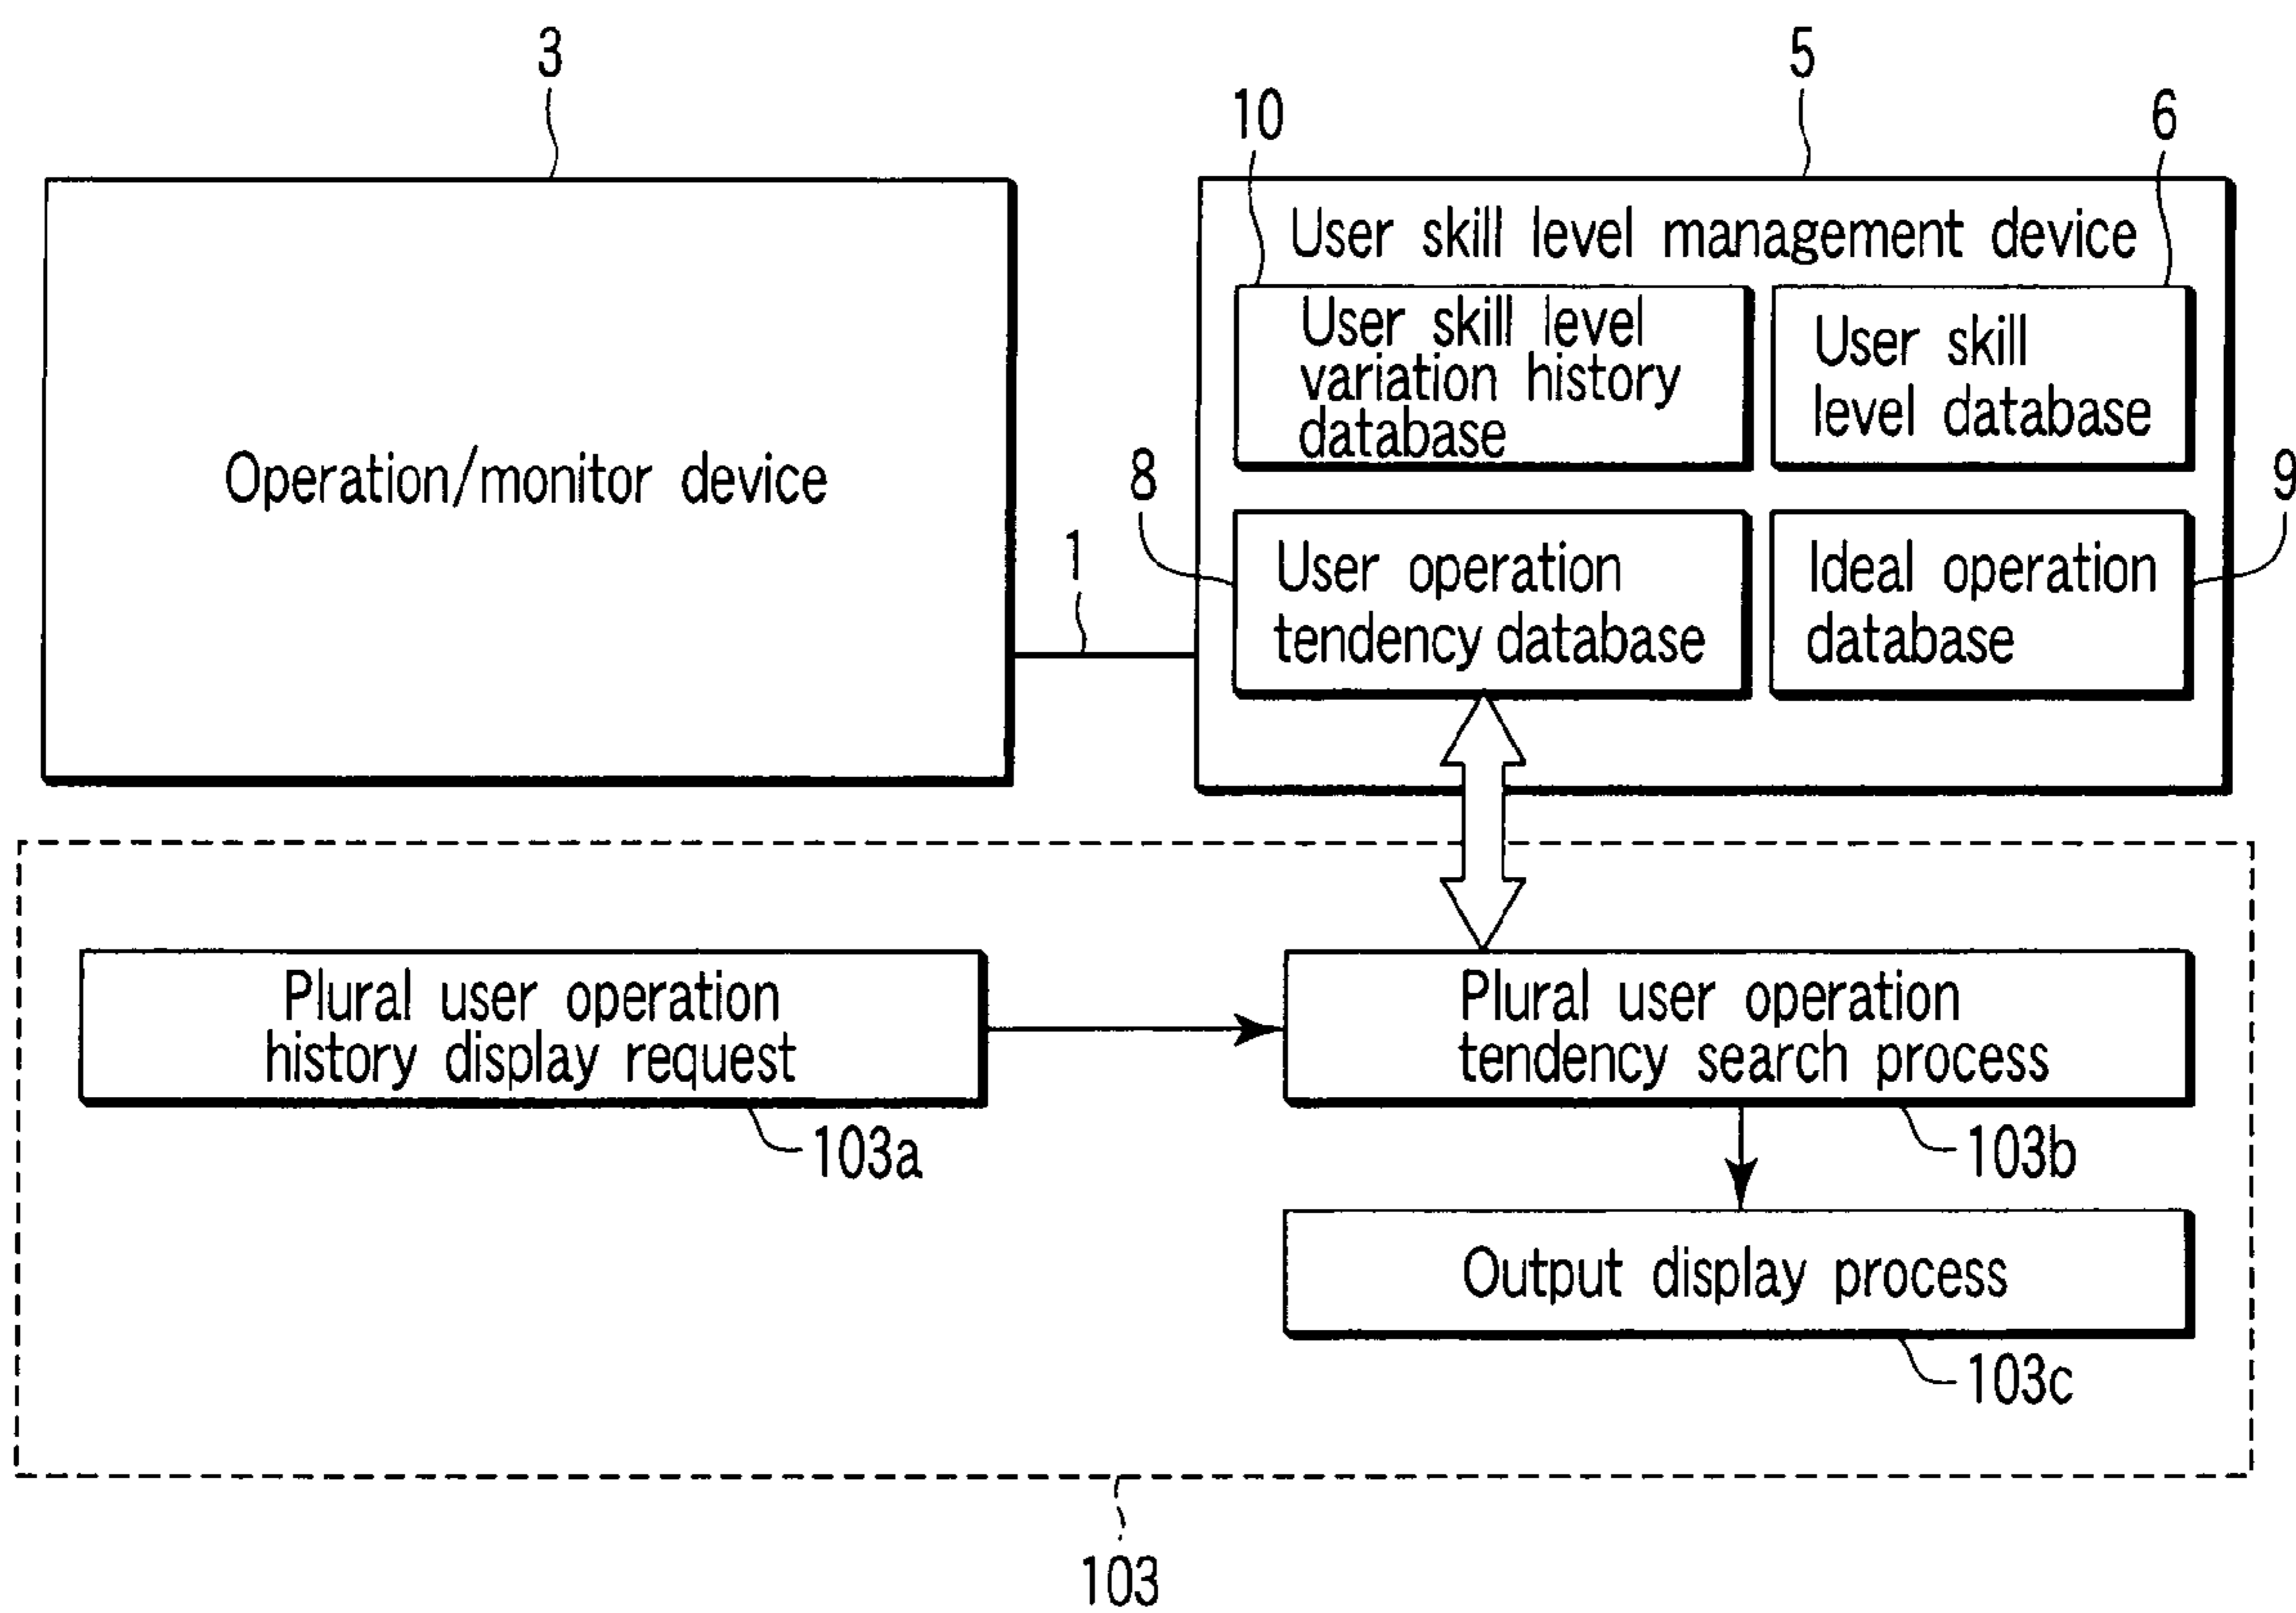 3
5
10
6
User skill level management device
User skill level
variation history
database
User skill
level database
Operation/monitor device
8
9
1
User operation
tendency database
Ideal operation
database
Plural user operation
history display request
Plural user operation
tendency search process
103a
103b
Output display process
103c
103